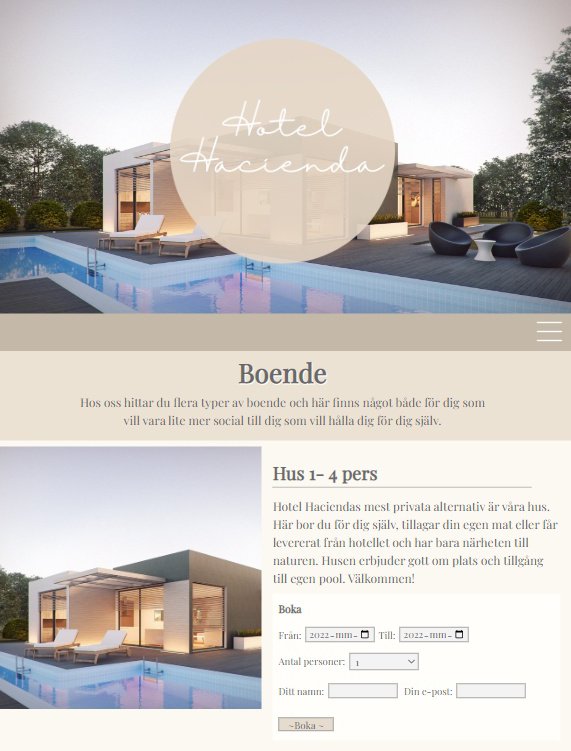 Hotel
Hacienda
Boende
Hos oss hittar du flera typer av boende och här finns något både för dig som
vill vara lite mer social till dig som vill hålla dig för dig själv.
Hus 1- 4 pers
Hotel Haciendas mest privata alternativ är våra hus.
Här bor du för dig själv, tillagar din egen mat eller får
levererat från hotellet och har bara närheten till
naturen. Husen erbjuder gott om plats och tillgång
till egen pool. Välkommen!
Boka
Från: 2022-mm- Till: 2022-mm-
Antal personer: 1
Ditt namn: Din e-post:
~Boka ~